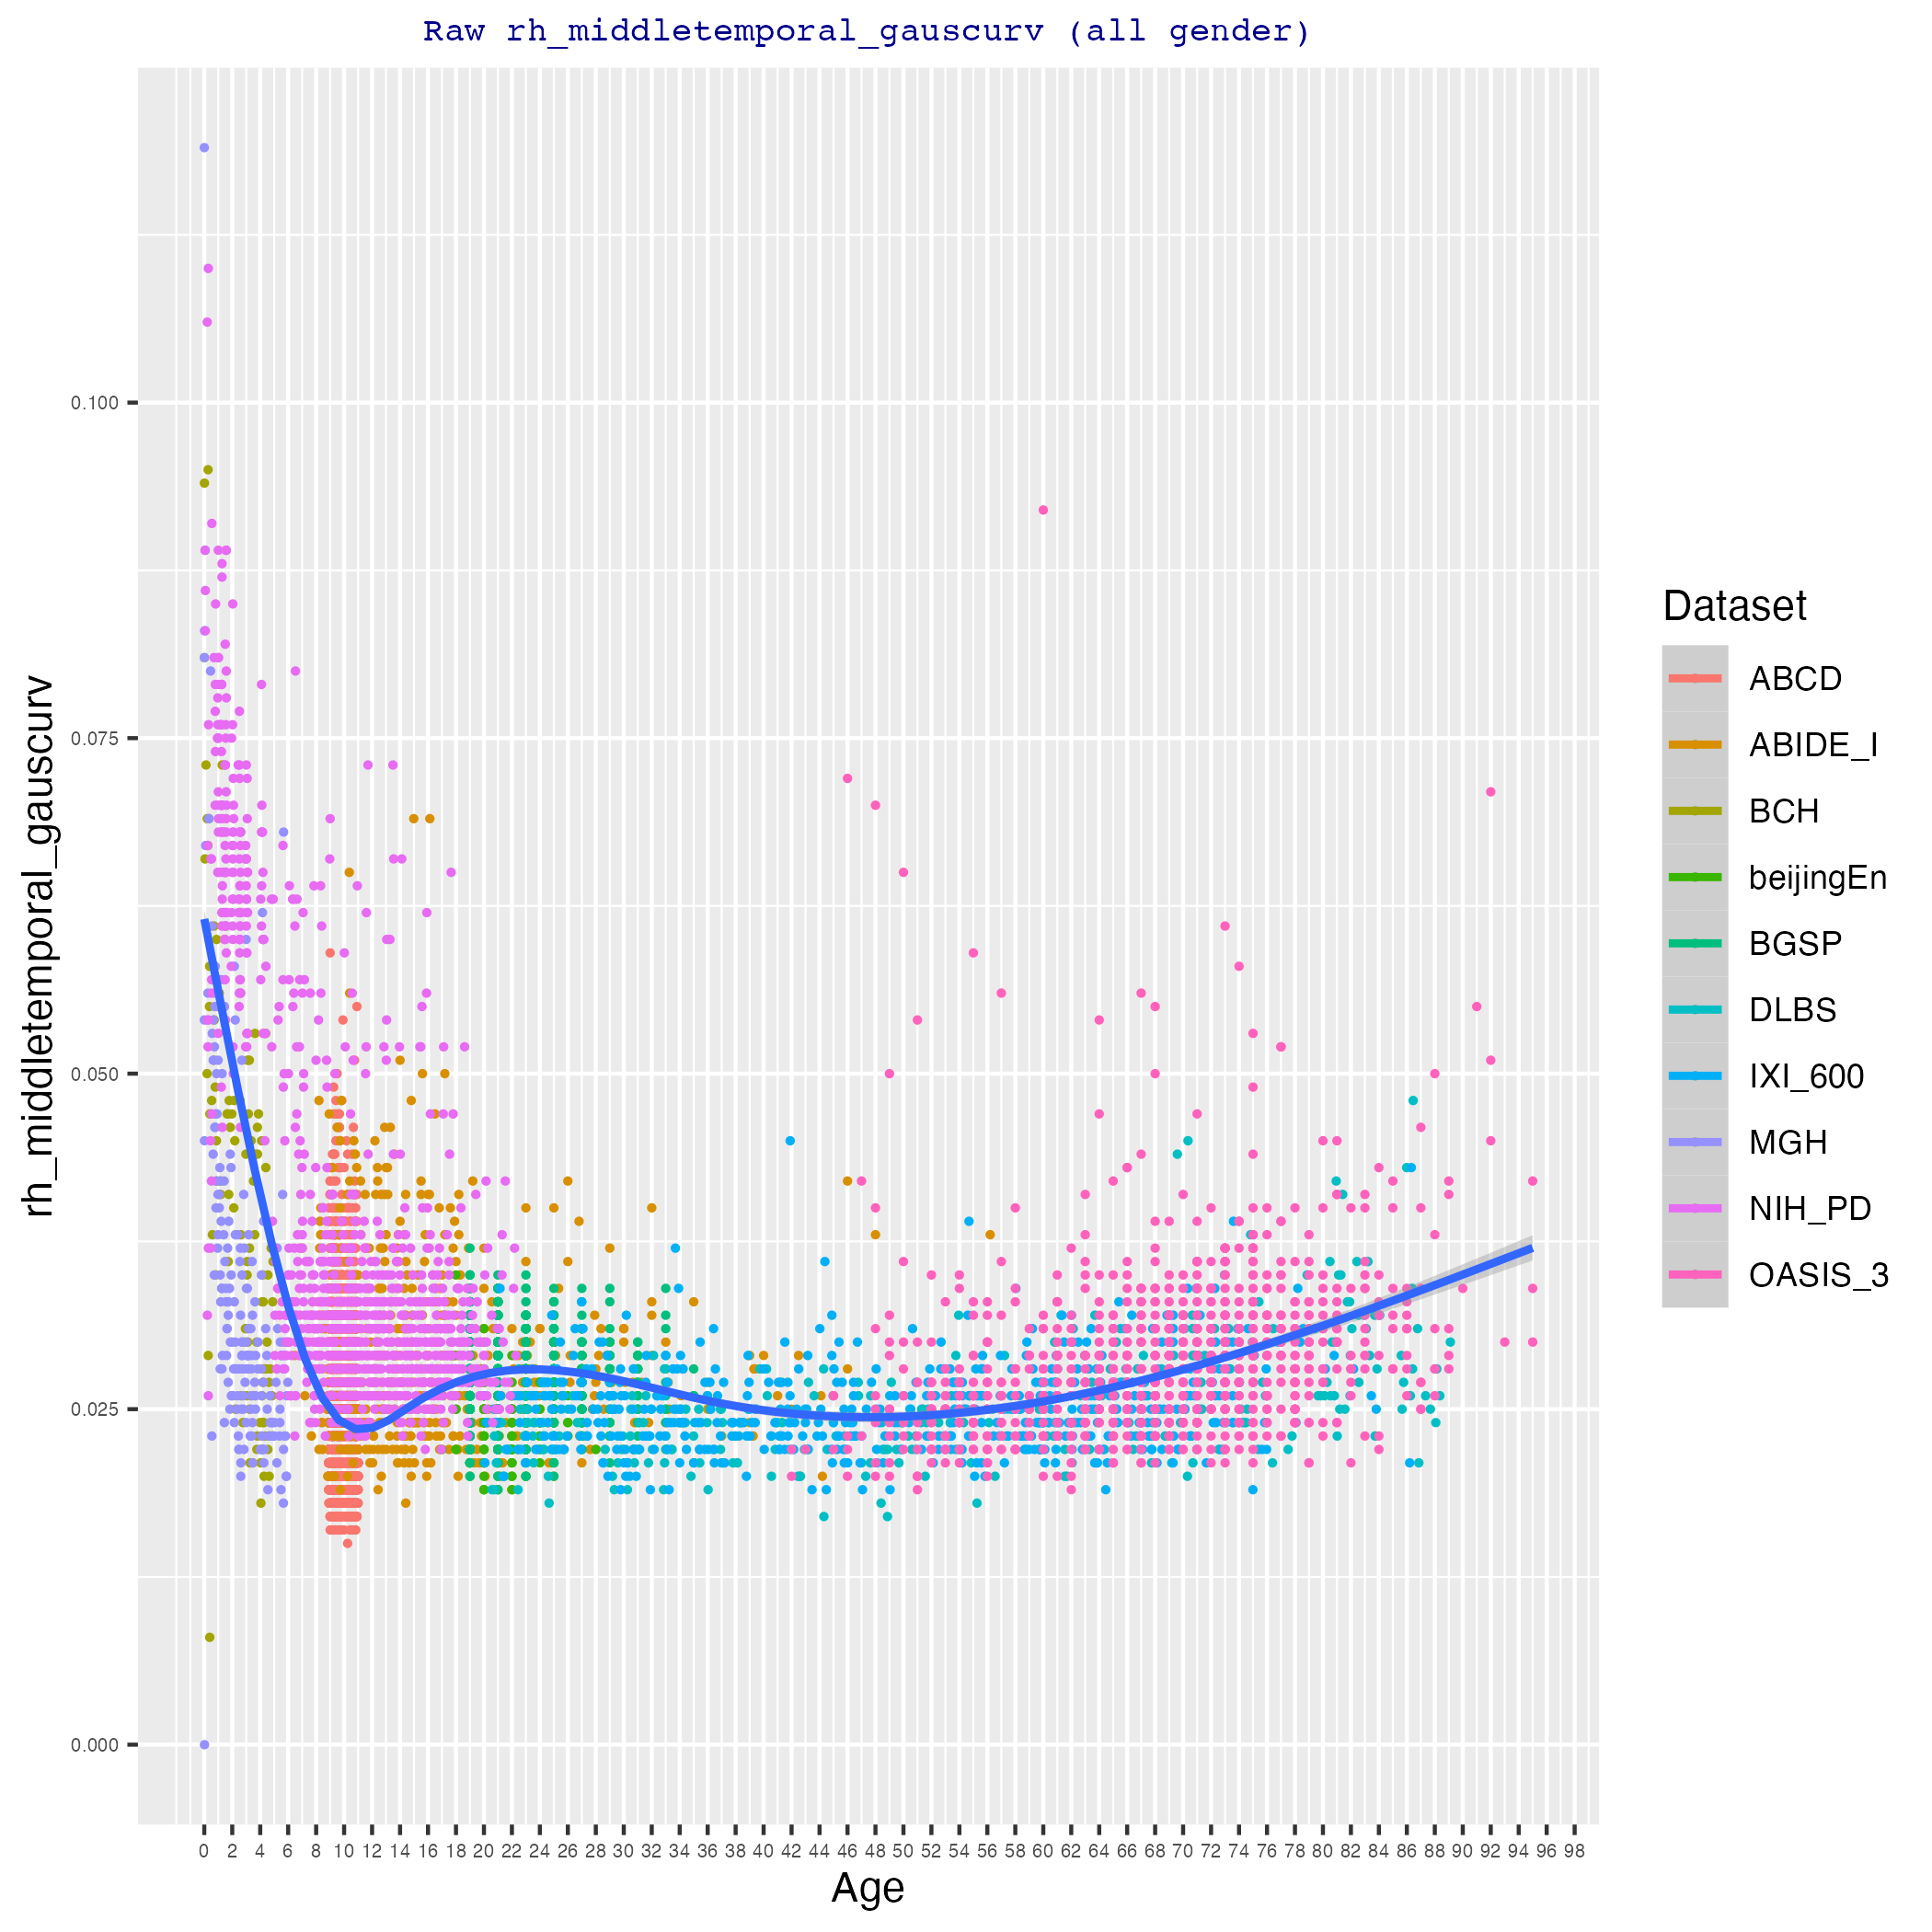 Raw rh_middletemporal_gauscurv (all gender)
rh_middletemporal_gauscurv
0.100
0.075
0.050
0.025
0.000
0 2 4 6 8 10 12 14 16 18 20 22 24 26 28 30 32 34 36 38 40 42 44 46 48 50 52 54 56 58 60 62 64 66 68 70 72 74 76 78 80 82 84 86 88 90 92 94 96 98
Age
Dataset
ABCD
ABIDE_I
BCH
beijingEn
BGSP
DLBS
IXI_600
MGH
NIH_PD
OASIS_3